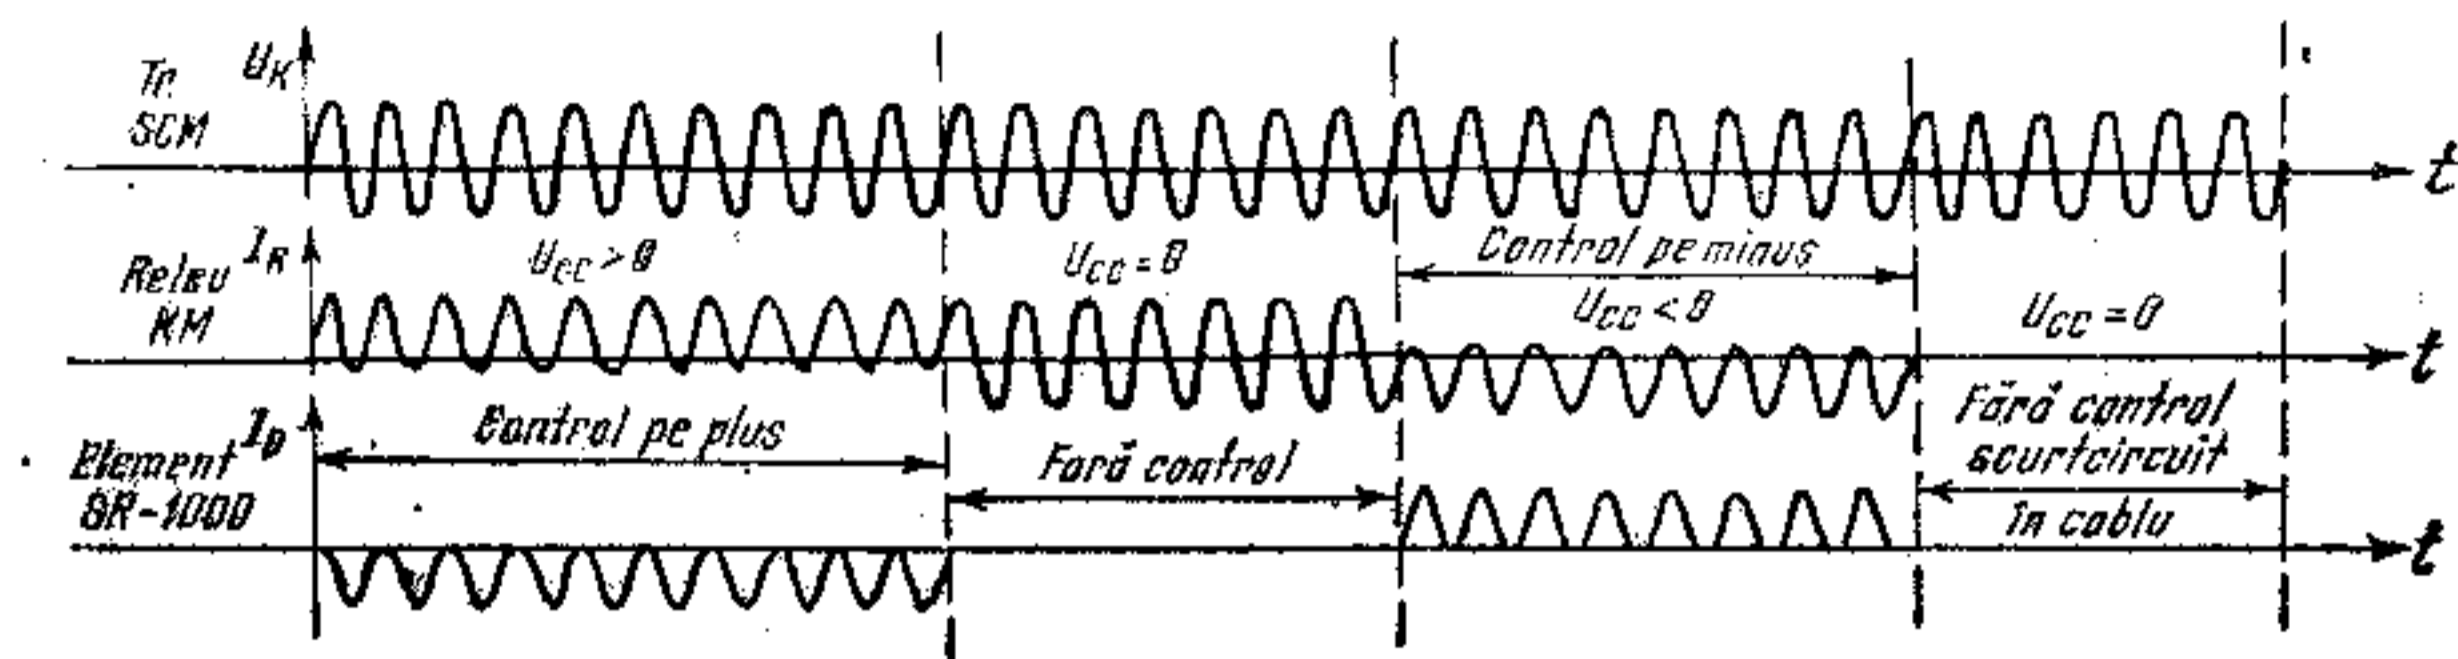 Tr.
SCM
U_K
t
Releu
KM
I_R
U_CC > 0
U_CC = 0
Control pe minus
U_CC < 0
U_CC = 0
t
Element
SR-1000
I_D
Control pe plus
Fără control
Fără control
scurtcircuit
în cablu
t